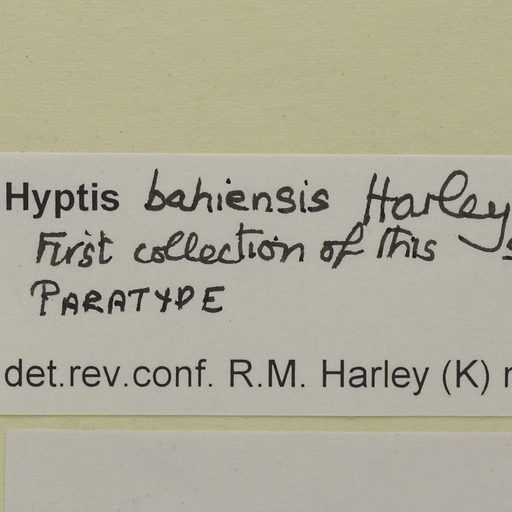 Hyptis bahiensis Harley
First collection of this
PARATYPE
det.rev.conf. R.M. Harley (K)